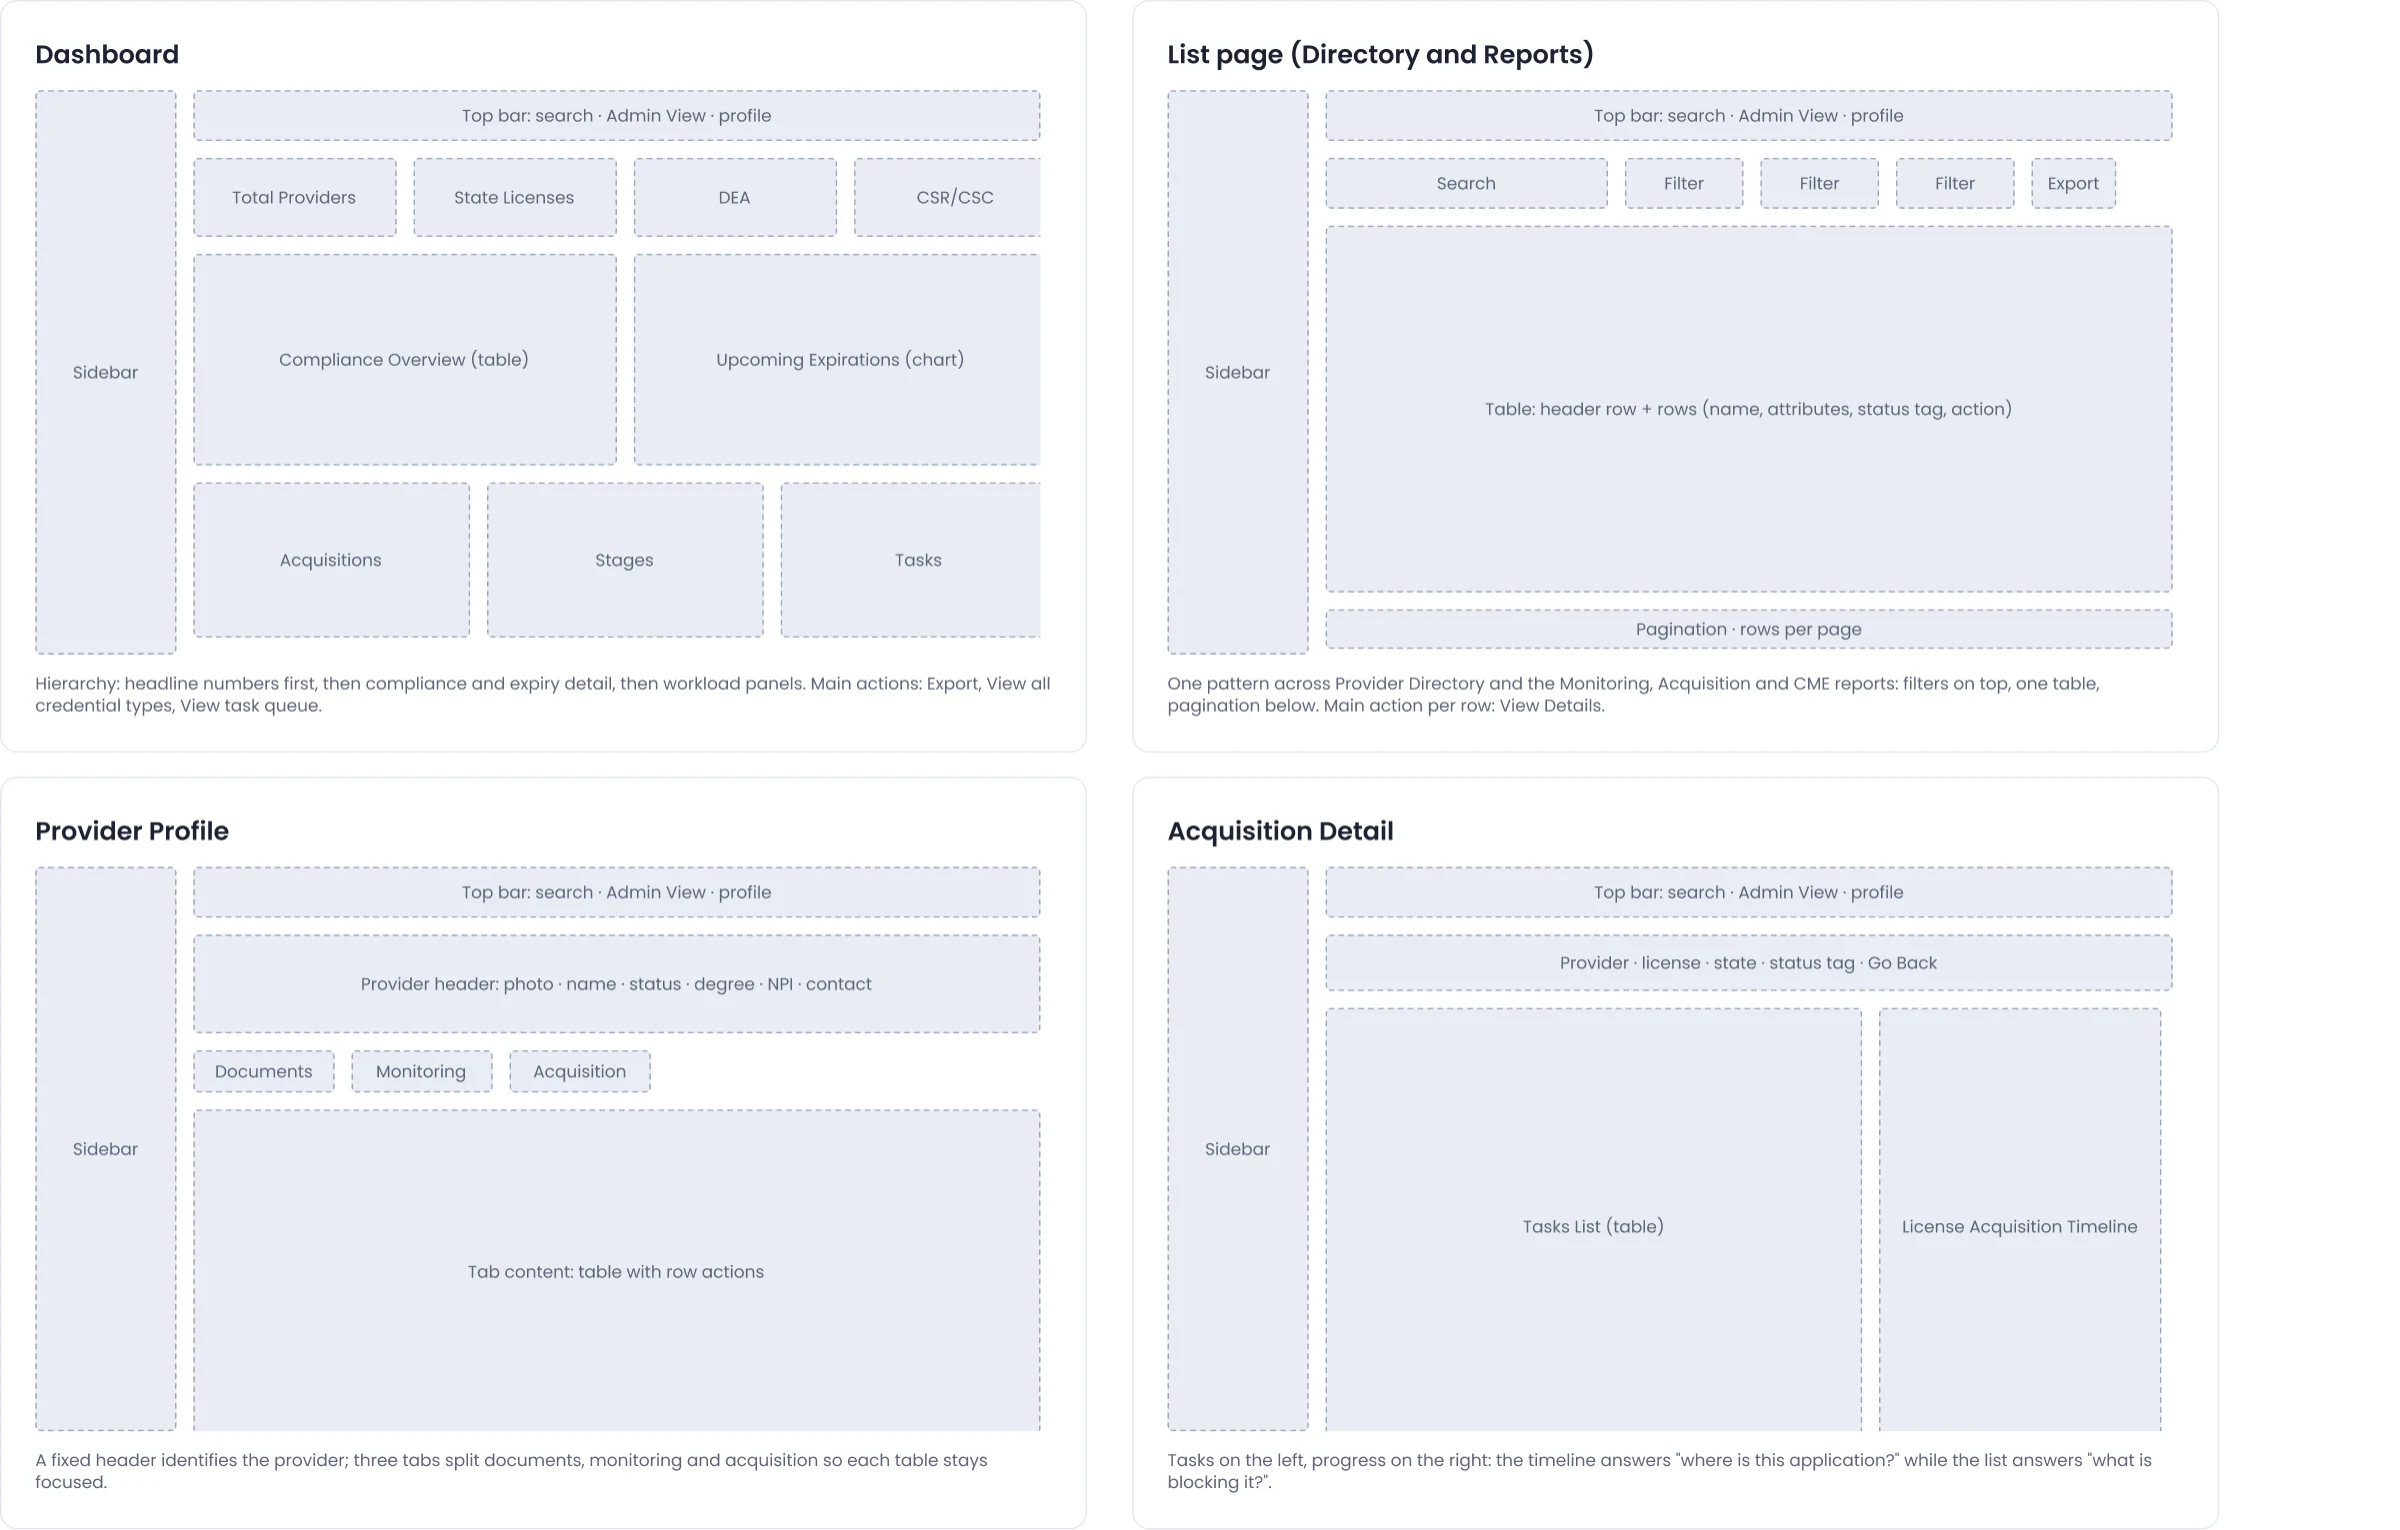 Dashboard
Sidebar
Top bar: search · Admin View · profile
Total Providers
State Licenses
DEA
CSR/CSC
Compliance Overview (table)
Upcoming Expirations (chart)
Acquisitions
Stages
Tasks
Hierarchy: headline numbers first, then compliance and expiry detail, then workload panels. Main actions: Export, View all
credential types, View task queue.
List page (Directory and Reports)
Sidebar
Top bar: search · Admin View · profile
Search
Filter
Filter
Filter
Export
Table: header row + rows (name, attributes, status tag, action)
Pagination · rows per page
One pattern across Provider Directory and the Monitoring, Acquisition and CME reports: filters on top, one table,
pagination below. Main action per row: View Details.
Provider Profile
Sidebar
Top bar: search · Admin View · profile
Provider header: photo · name · status · degree · NPI · contact
Documents
Monitoring
Acquisition
Tab content: table with row actions
A fixed header identifies the provider; three tabs split documents, monitoring and acquisition so each table stays
focused.
Acquisition Detail
Sidebar
Top bar: search · Admin View · profile
Provider · license · state · status tag · Go Back
Tasks List (table)
License Acquisition Timeline
Tasks on the left, progress on the right: the timeline answers "where is this application?" while the list answers "what is
blocking it?".